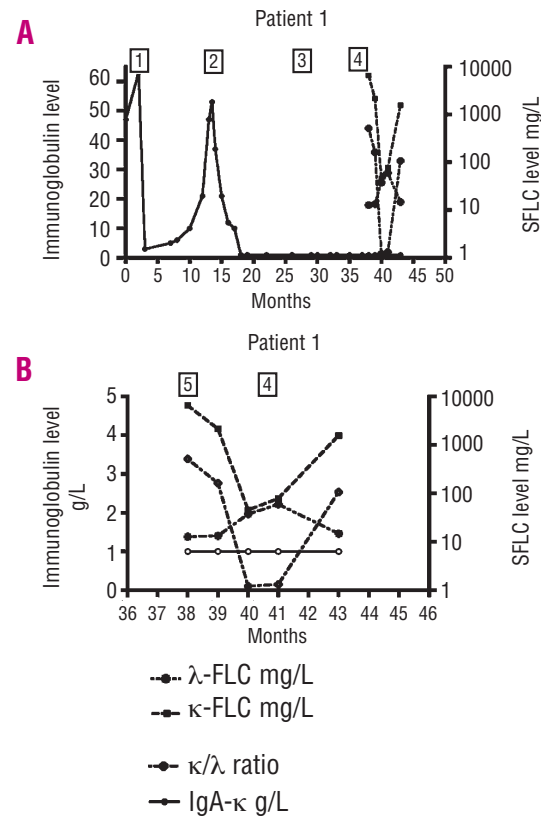 Patient 1
A
1 2 3 4
Immunoglobulin level
60
50
40
30
20
10
0
10000
1000
100
10
1
SFLC level mg/L
0 5 10 15 20 25 30 35 40 45 50
Months
Patient 1
B
5 4
Immunoglobulin level
g/L
5
4
3
2
1
0
10000
1000
100
10
1
SFLC level mg/L
36 37 38 39 40 41 42 43 44 45 46
Months
λ-FLC mg/L
κ-FLC mg/L
κ/λ ratio
IgA-κ g/L